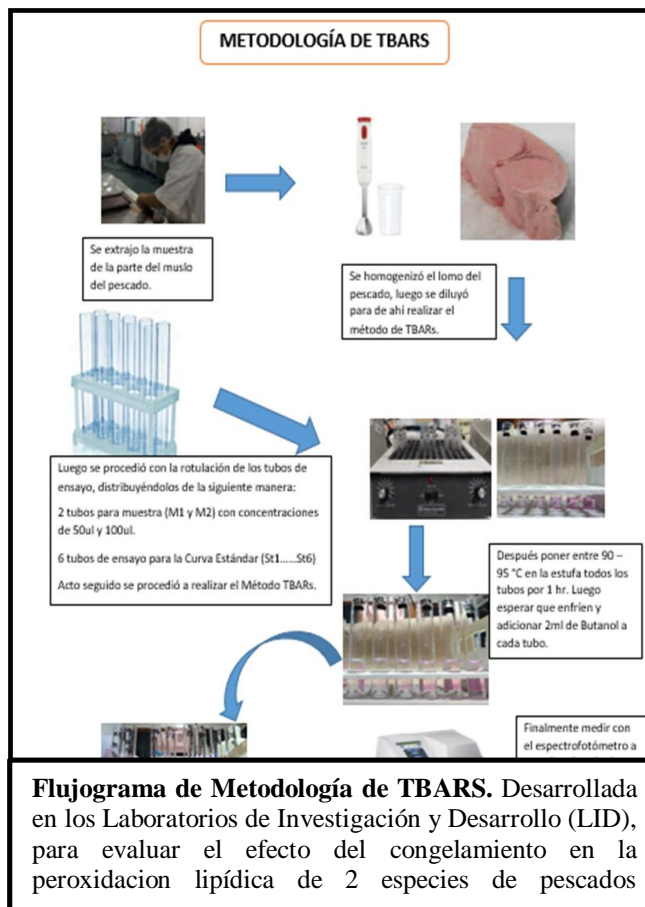 METODOLOGÍA DE TBARS
Se extrajo la muestra
de la parte del muslo
del pescado.
Se homogenizó el lomo del
pescado, luego se diluyó
para de ahí realizar el
método de TBARs.
Luego se procedió con la rotulación de los tubos de
ensayo, distribuyéndolos de la siguiente manera:
2 tubos para muestra (M1 y M2) con concentraciones
de 50ul y 100ul.
6 tubos de ensayo para la Curva Estándar (St1......St6)
Acto seguido se procedió a realizar el Método TBARs.
Después poner entre 90 –
95 °C en la estufa todos los
tubos por 1 hr. Luego
esperar que enfríen y
adicionar 2ml de Butanol a
cada tubo.
Finalmente medir con
el espectrofotómetro a
Flujograma de Metodología de TBARS. Desarrollada
en los Laboratorios de Investigación y Desarrollo (LID),
para evaluar el efecto del congelamiento en la
peroxidacion lipídica de 2 especies de pescados